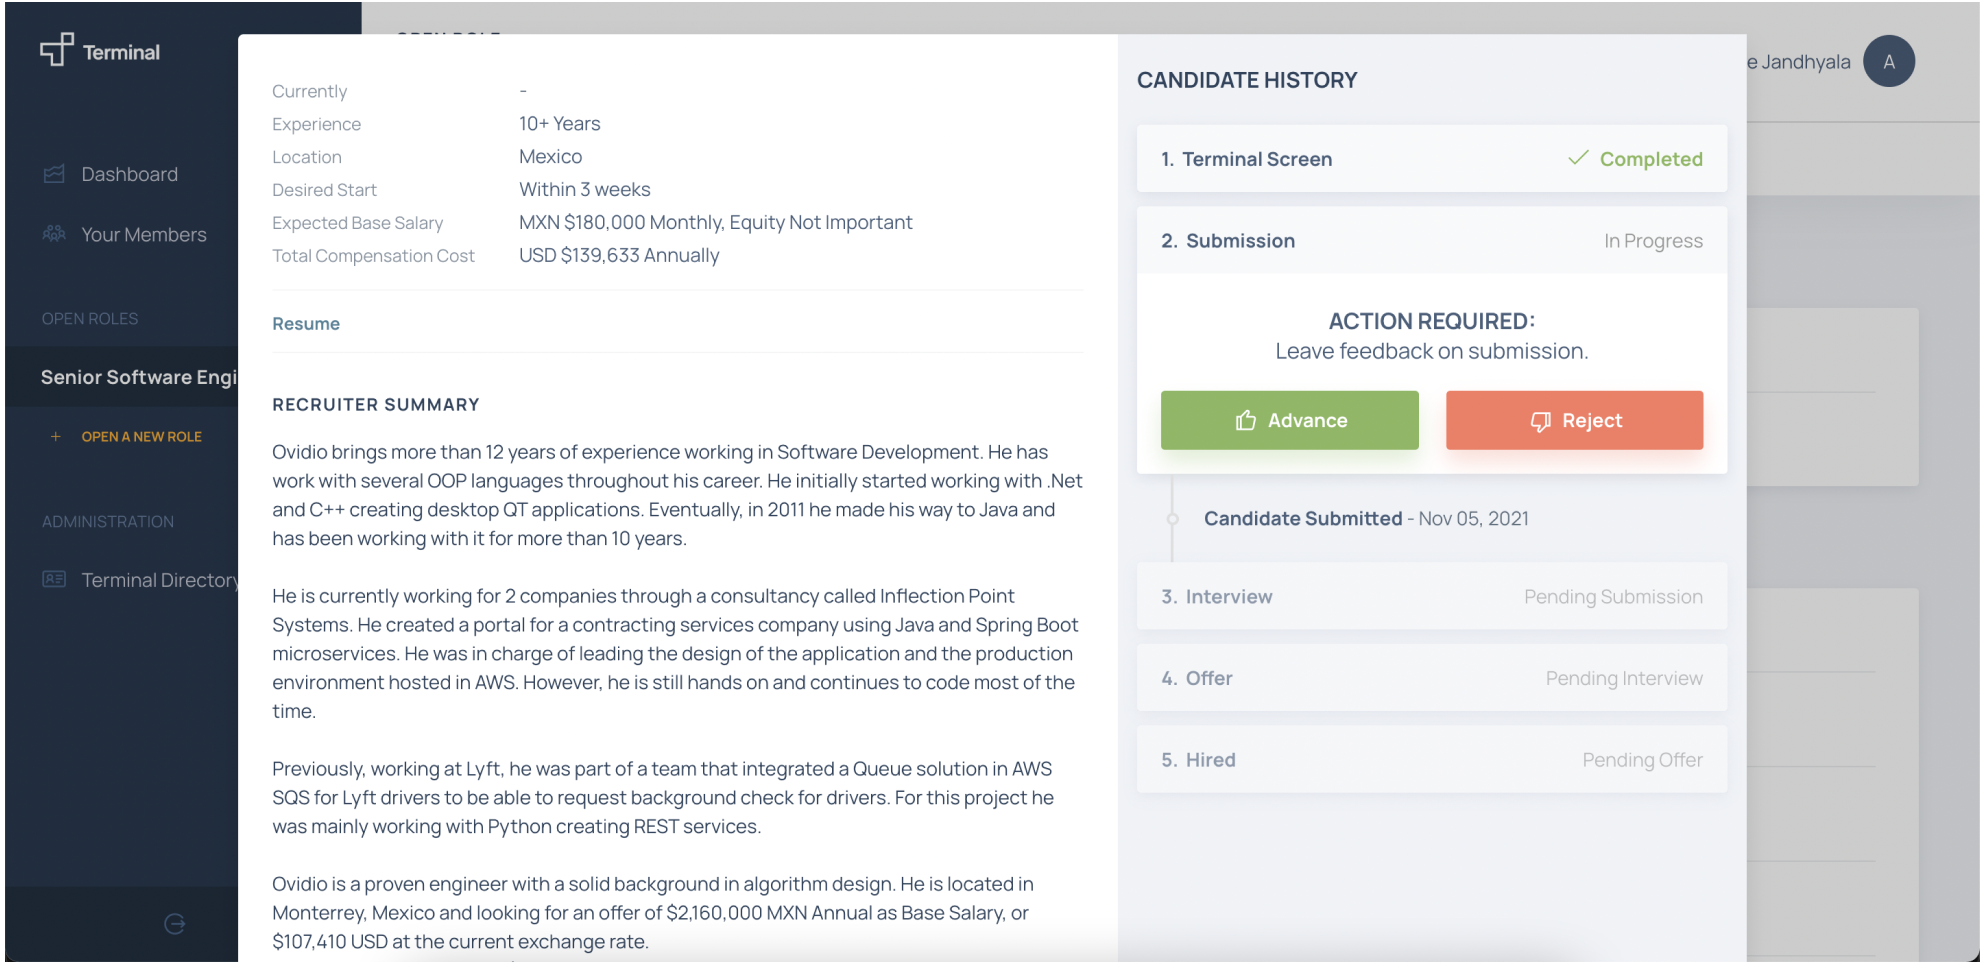 Terminal
Dashboard
Your Members
OPEN ROLES
Senior Software Engi
+ OPEN A NEW ROLE
ADMINISTRATION
Terminal Directory
OPEN ROLE
e Jandhyala
A
Currently -
Experience 10+ Years
Location Mexico
Desired Start Within 3 weeks
Expected Base Salary MXN $180,000 Monthly, Equity Not Important
Total Compensation Cost USD $139,633 Annually
Resume
RECRUITER SUMMARY
Ovidio brings more than 12 years of experience working in Software Development. He has
work with several OOP languages throughout his career. He initially started working with .Net
and C++ creating desktop QT applications. Eventually, in 2011 he made his way to Java and
has been working with it for more than 10 years.
He is currently working for 2 companies through a consultancy called Inflection Point
Systems. He created a portal for a contracting services company using Java and Spring Boot
microservices. He was in charge of leading the design of the application and the production
environment hosted in AWS. However, he is still hands on and continues to code most of the
time.
Previously, working at Lyft, he was part of a team that integrated a Queue solution in AWS
SQS for Lyft drivers to be able to request background check for drivers. For this project he
was mainly working with Python creating REST services.
Ovidio is a proven engineer with a solid background in algorithm design. He is located in
Monterrey, Mexico and looking for an offer of $2,160,000 MXN Annual as Base Salary, or
$107,410 USD at the current exchange rate.
CANDIDATE HISTORY
1. Terminal Screen Completed
2. Submission In Progress
ACTION REQUIRED:
Leave feedback on submission.
Advance Reject
Candidate Submitted - Nov 05, 2021
3. Interview Pending Submission
4. Offer Pending Interview
5. Hired Pending Offer